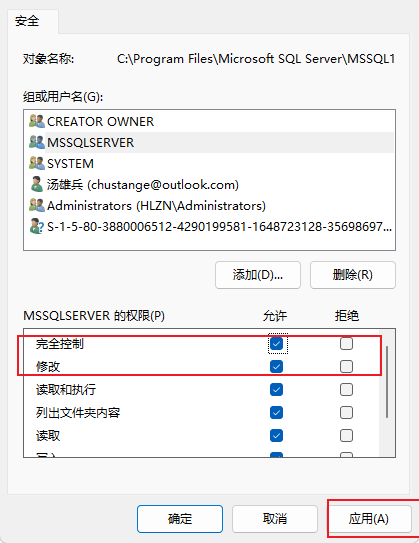 安全
对象名称: C:\Program Files\Microsoft SQL Server\MSSQL1
组或用户名(G):
CREATOR OWNER
MSSQLSERVER
SYSTEM
汤雄兵 (chustange@outlook.com)
Administrators (HLZN\Administrators)
S-1-5-80-3880006512-4290199581-1648723128-35698697...
添加(D)... 删除(R)
MSSQLSERVER 的权限(P) 允许 拒绝
完全控制
修改
读取和执行
列出文件夹内容
读取
写入
确定 取消 应用(A)